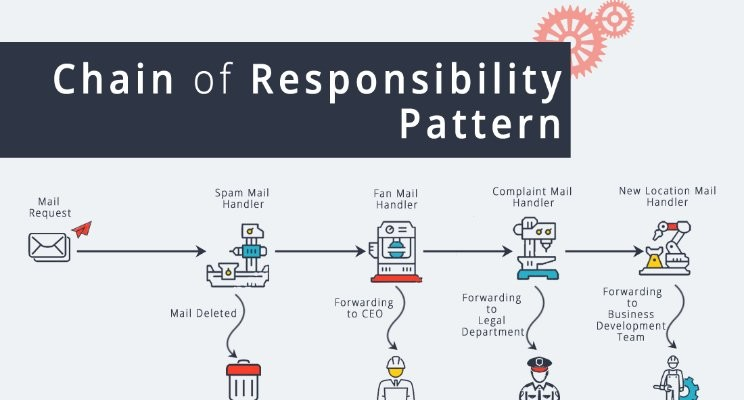 Chain of Responsibility
Pattern
Mail
Request
Spam Mail
Handler
Fan Mail
Handler
Complaint Mail
Handler
New Location Mail
Handler
Mail Deleted
Forwarding
to CEO
Forwarding
to
Legal
Department
Forwarding
to
Business
Development
Team